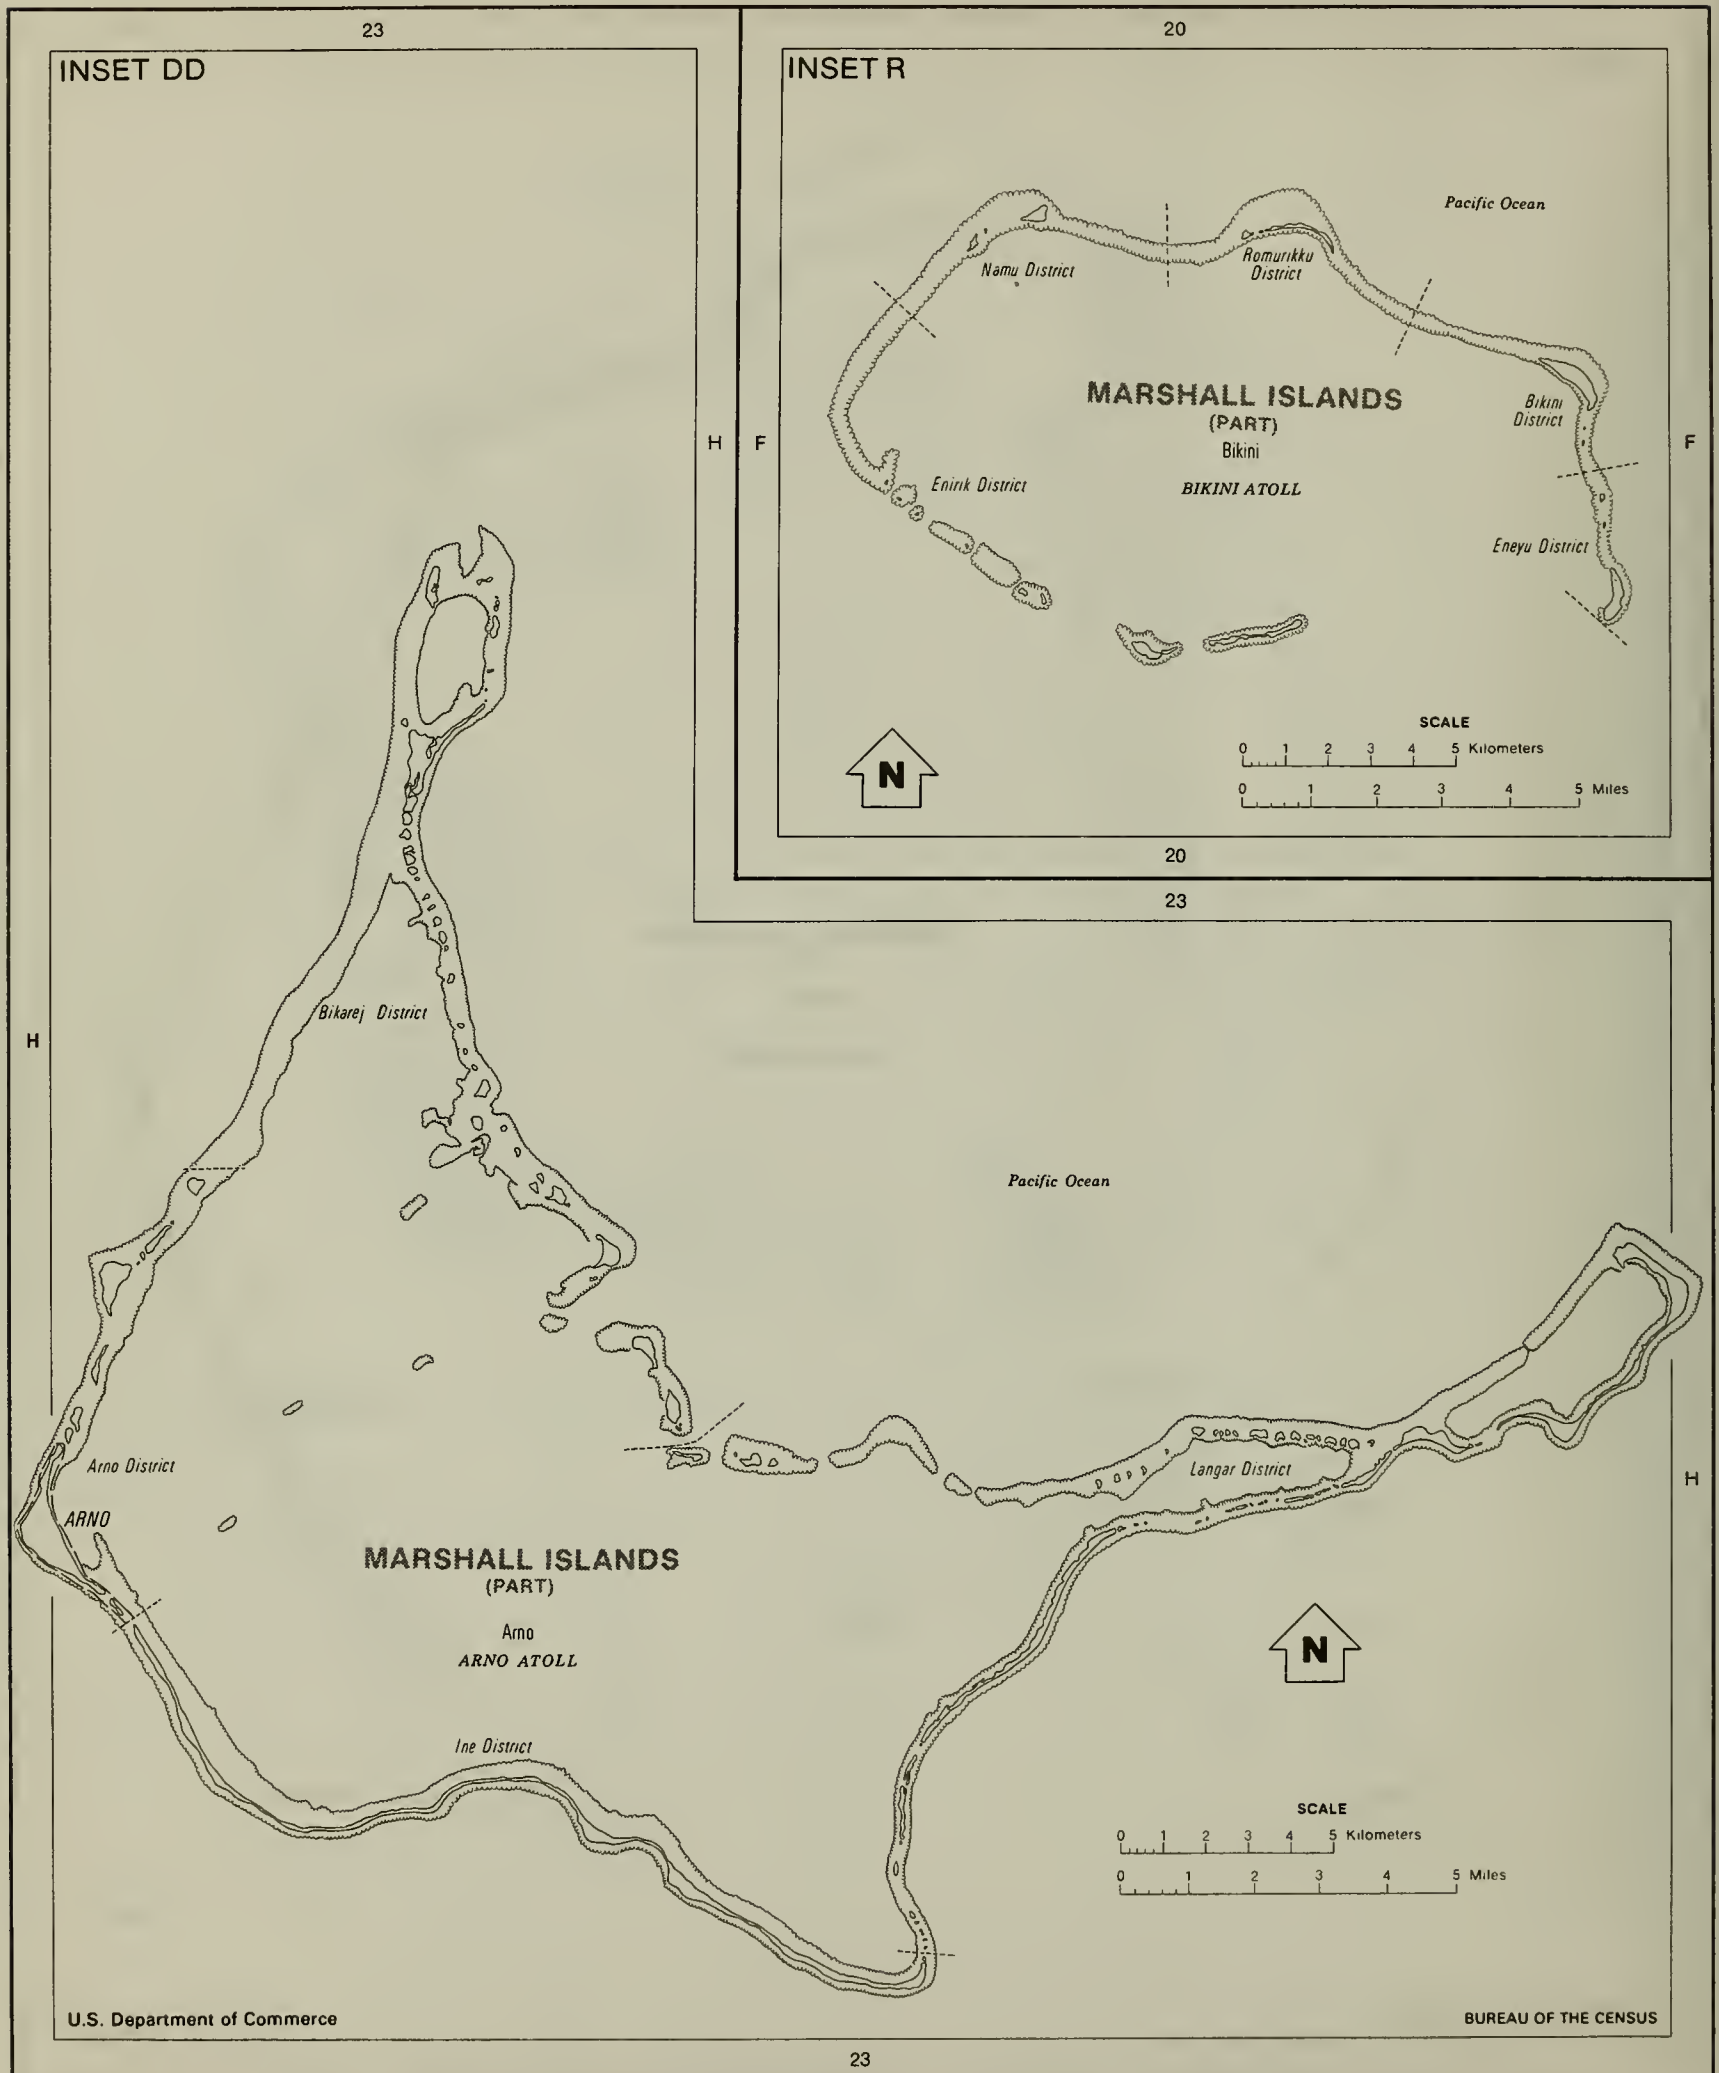 23
INSET DD
H
20
INSET R
Pacific Ocean
Namu District
Romurikku
District
MARSHALL ISLANDS
(PART)
Bikini
BIKINI ATOLL
Bikini
District
F
F
Enirik District
Eneyu District
SCALE
0 1 2 3 4 5 Kilometers
0 1 2 3 4 5 Miles
N
20
23
Bikarej District
H
Pacific Ocean
Arno District
Langar District
H
ARNO
MARSHALL ISLANDS
(PART)
Arno
ARNO ATOLL
N
Ine District
SCALE
0 1 2 3 4 5 Kilometers
0 1 2 3 4 5 Miles
U.S. Department of Commerce
BUREAU OF THE CENSUS
23